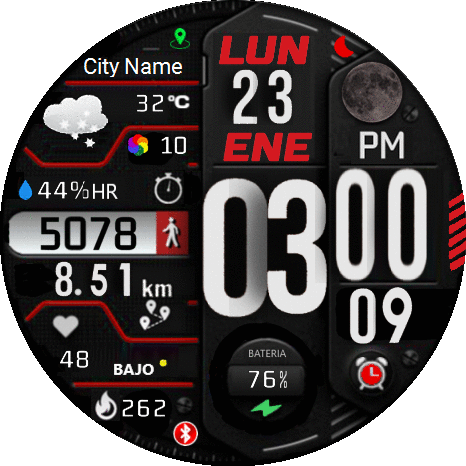 City Name
32°C
10
44%HR
5078
8.51 km
48
BAJO
262
LUN
23
ENE
03
BATERIA
76%
PM
00
09